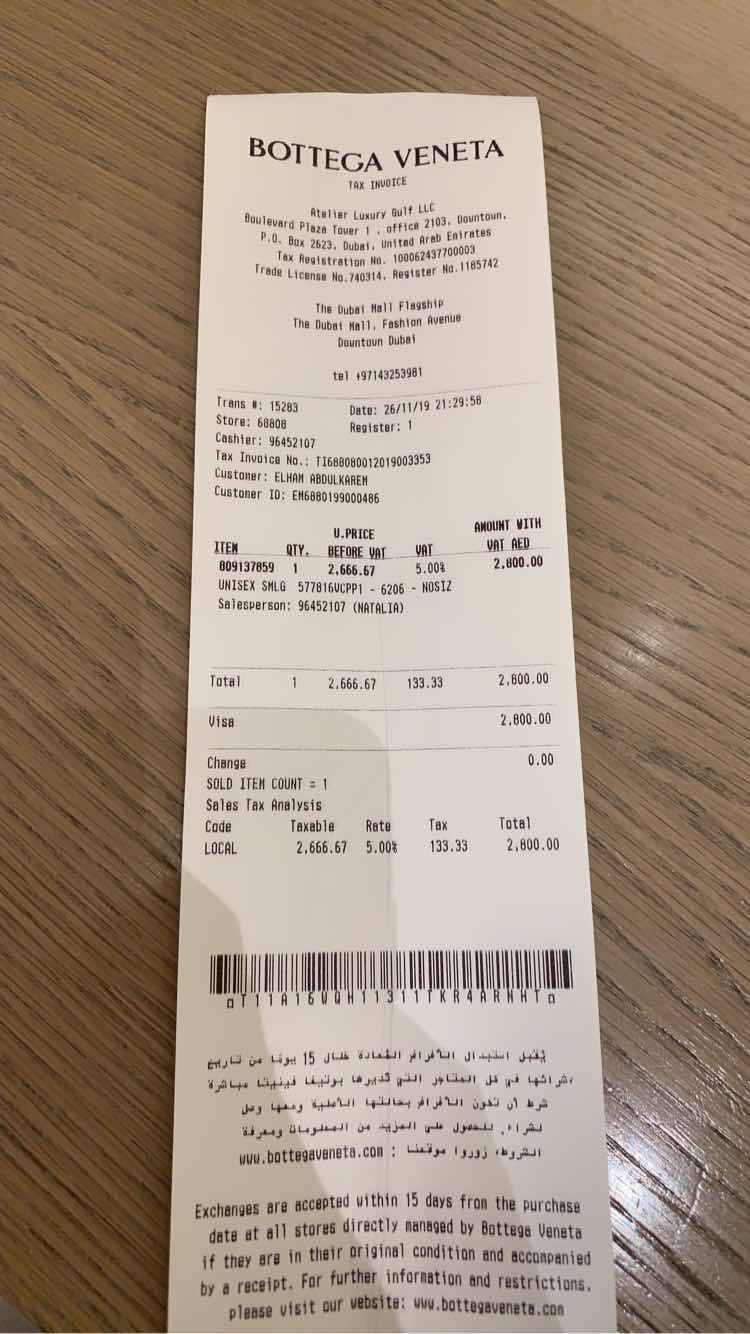 BOTTEGA VENETA
TAX INVOICE
Atelier Luxury Gulf LLC
Boulevard Plaza Tower 1 , office 2103, Downtown,
P.O. Box 2623, Dubai, United Arab Emirates
Tax Registration No. 100062437700003
Trade License No.740314, Register No.1185742
The Dubai Mall Flagship
The Dubai Mall, Fashion Avenue
Downtown Dubai
tel +97143253981
Trans #: 15283 Date: 26/11/19 21:29:58
Store: 68808 Register: 1
Cashier: 96452107
Tax Invoice No.: TI688080012019003353
Customer: ELHAM ABDULKAREM
Customer ID: EM6880199000486
U.PRICE AMOUNT WITH
ITEM QTY. BEFORE VAT VAT VAT AED
809137859 1 2,666.67 5.00% 2,800.00
UNISEX SMLG 577816VCPP1 - 6206 - NOSIZ
Salesperson: 96452107 (NATALIA)
Total 1 2,666.67 133.33 2,800.00
Visa 2,800.00
Change 0.00
SOLD ITEM COUNT = 1
Sales Tax Analysis
Code Taxable Rate Tax Total
LOCAL 2,666.67 5.00% 133.33 2,800.00
T11A16WQH11311TKR4ARNHT
يُقبل استبدال الأغراض المُعادة خلال 15 يومًا من تاريخ
شرائها في كل المتاجر التي تُديرها بوتيغا فينيتا مباشرة،
شرط أن تكون الأغراض بحالتها الأصلية ومعها وصل
لشراء. للحصول على المزيد من المعلومات ومعرفة
الشروط، زوروا موقعنا : www.bottegaveneta.com
Exchanges are accepted within 15 days from the purchase
date at all stores directly managed by Bottega Veneta
if they are in their original condition and accompanied
by a receipt. For further information and restrictions,
please visit our website: www.bottegaveneta.com